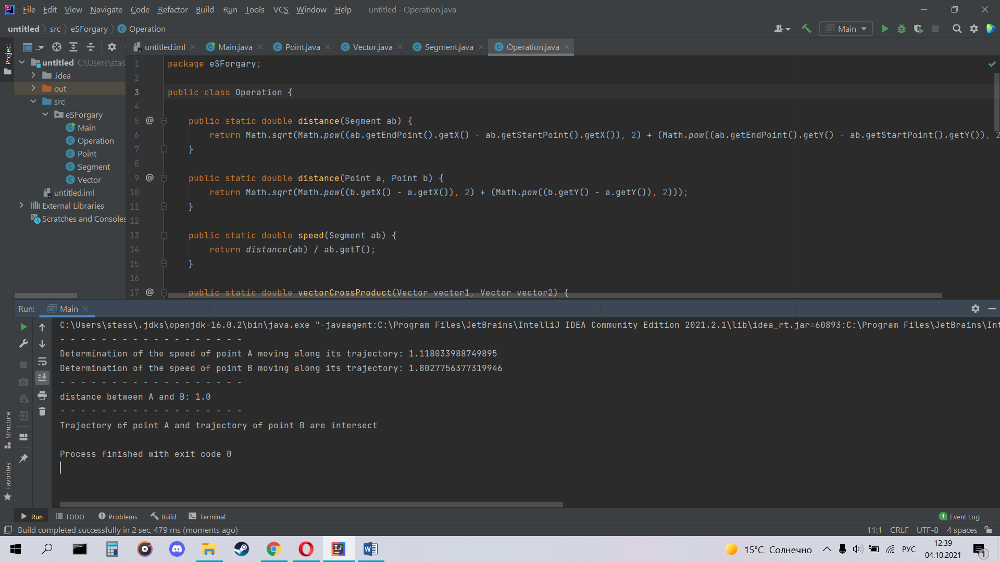 File Edit View Navigate Code Refactor Build Run Tools VCS Window Help untitled - Operation.java
untitled src eSForgary Operation
Main
Project
...
untitled.iml Main.java Point.java Vector.java Segment.java Operation.java
untitled C:\Users\stas
.idea
out
src
eSForgary
Main
Operation
Point
Segment
Vector
untitled.iml
External Libraries
Scratches and Consoles
1 package eSForgary;
2
3 public class Operation {
4
5 @ public static double distance(Segment ab) {
6 return Math.sqrt(Math.pow((ab.getEndPoint().getX() - ab.getStartPoint().getX()), 2) + (Math.pow((ab.getEndPoint().getY() - ab.getStartPoint().getY()), 2
7 }
8
9 @ public static double distance(Point a, Point b) {
10 return Math.sqrt(Math.pow((b.getX() - a.getX()), 2) + (Math.pow((b.getY() - a.getY()), 2)));
11 }
12
13 public static double speed(Segment ab) {
14 return distance(ab) / ab.getT();
15 }
16
17 @ public static double vectorCrossProduct(Vector vector1, Vector vector2) {
Run: Main
C:\Users\stass\.jdks\openjdk-16.0.2\bin\java.exe "-javaagent:C:\Program Files\JetBrains\IntelliJ IDEA Community Edition 2021.2.1\lib\idea_rt.jar=60893:C:\Program Files\JetBrains\Int
- - - - - - - - - - - - - - - - - -
Determination of the speed of point A moving along its trajectory: 1.118033988749895
Determination of the speed of point B moving along its trajectory: 1.8027756377319946
- - - - - - - - - - - - - - - - - -
distance between A and B: 1.0
- - - - - - - - - - - - - - - - - -
Trajectory of point A and trajectory of point B are intersect
Process finished with exit code 0
Structure
Favorites
Run TODO Problems Build Terminal 1 Event Log
Build completed successfully in 2 sec, 479 ms (moments ago) 11:1 CRLF UTF-8 4 spaces
15°C Солнечно РУС 12:39
04.10.2021
1